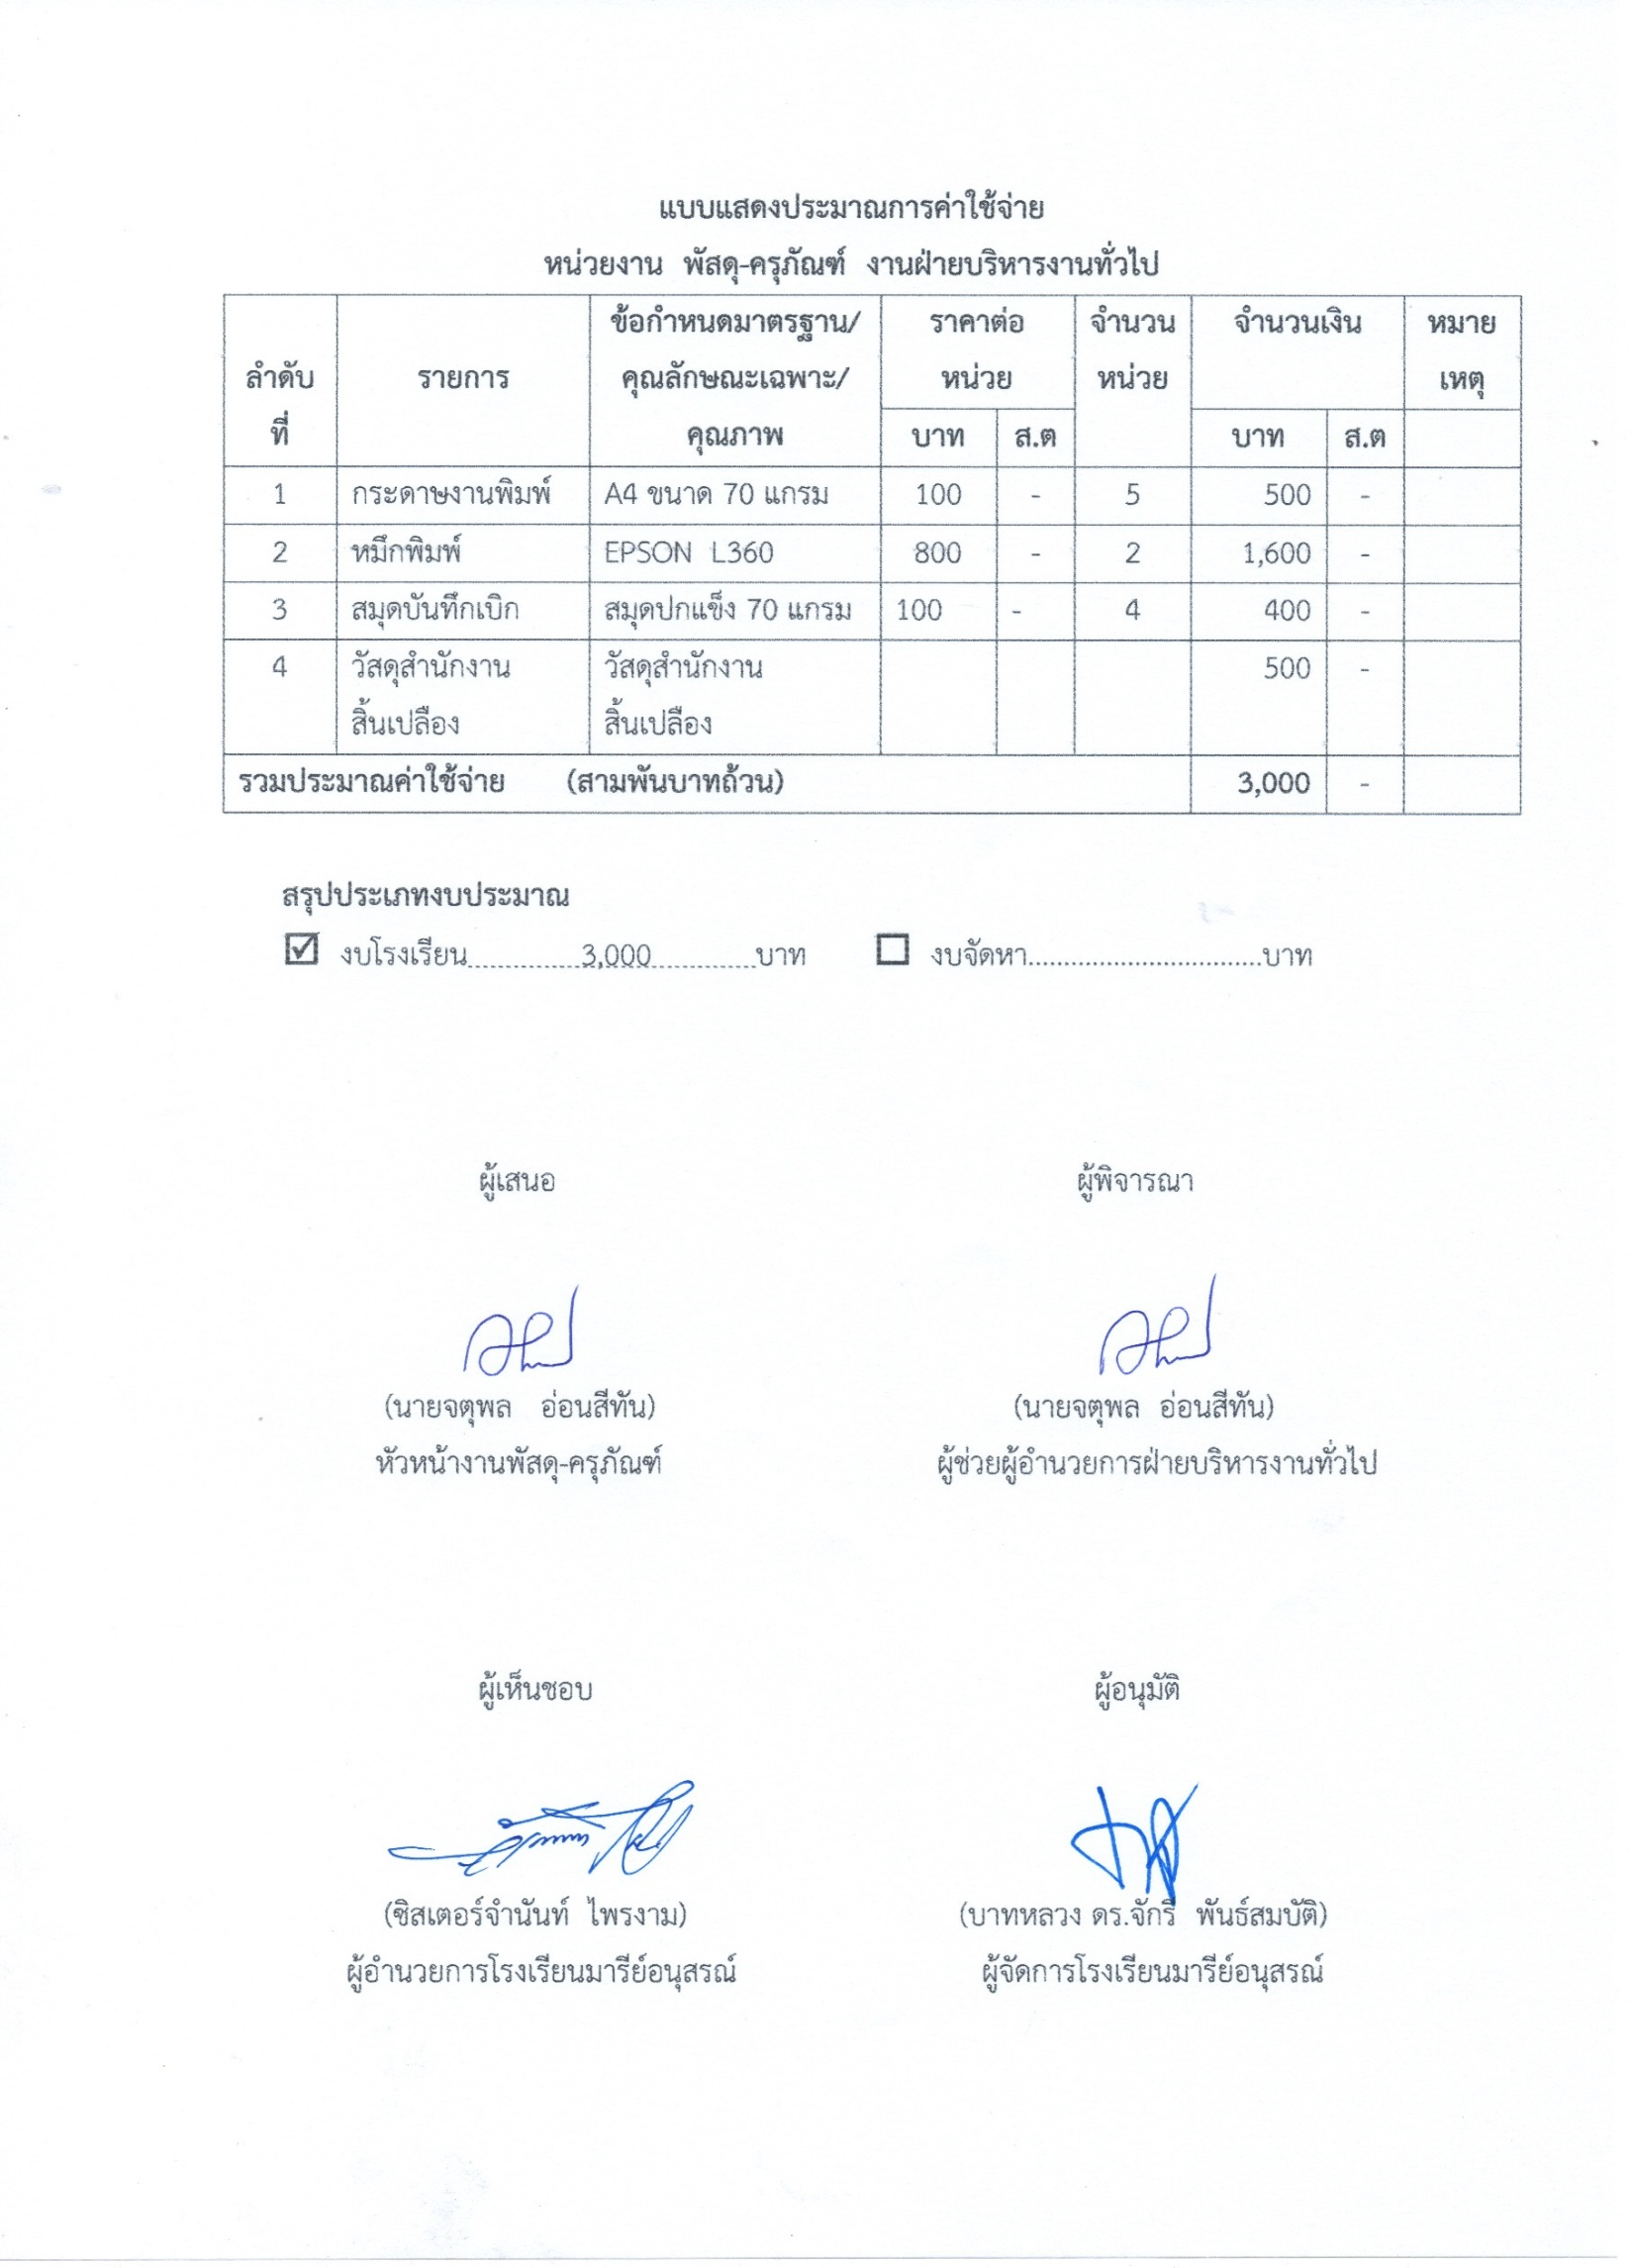 แบบแสดงประมาณการค่าใช้จ่าย
หน่วยงาน พัสดุ-ครุภัณฑ์ งานฝ่ายบริหารงานทั่วไป
ลำดับที่ รายการ ข้อกำหนดมาตรฐาน/คุณลักษณะเฉพาะ/คุณภาพ ราคาต่อหน่วย จำนวนหน่วย จำนวนเงิน หมายเหตุ
บาท ส.ต บาท ส.ต
1 กระดาษงานพิมพ์ A4 ขนาด 70 แกรม 100 - 5 500 -
2 หมึกพิมพ์ EPSON L360 800 - 2 1,600 -
3 สมุดบันทึกเบิก สมุดปกแข็ง 70 แกรม 100 - 4 400 -
4 วัสดุสำนักงาน วัสดุสำนักงาน 500 -
สิ้นเปลือง สิ้นเปลือง
รวมประมาณค่าใช้จ่าย (สามพันบาทถ้วน) 3,000 -
สรุปประเภทงบประมาณ
☑ งบโรงเรียน..............3,000..............บาท ☐ งบจัดหา.................................บาท
ผู้เสนอ ผู้พิจารณา
(นายจตุพล อ่อนสีทัน) (นายจตุพล อ่อนสีทัน)
หัวหน้างานพัสดุ-ครุภัณฑ์ ผู้ช่วยผู้อำนวยการฝ่ายบริหารงานทั่วไป
ผู้เห็นชอบ ผู้อนุมัติ
(ซิสเตอร์จำนันท์ ไพรงาม) (บาทหลวง ดร.จักรี พันธ์สมบัติ)
ผู้อำนวยการโรงเรียนมารีย์อนุสรณ์ ผู้จัดการโรงเรียนมารีย์อนุสรณ์